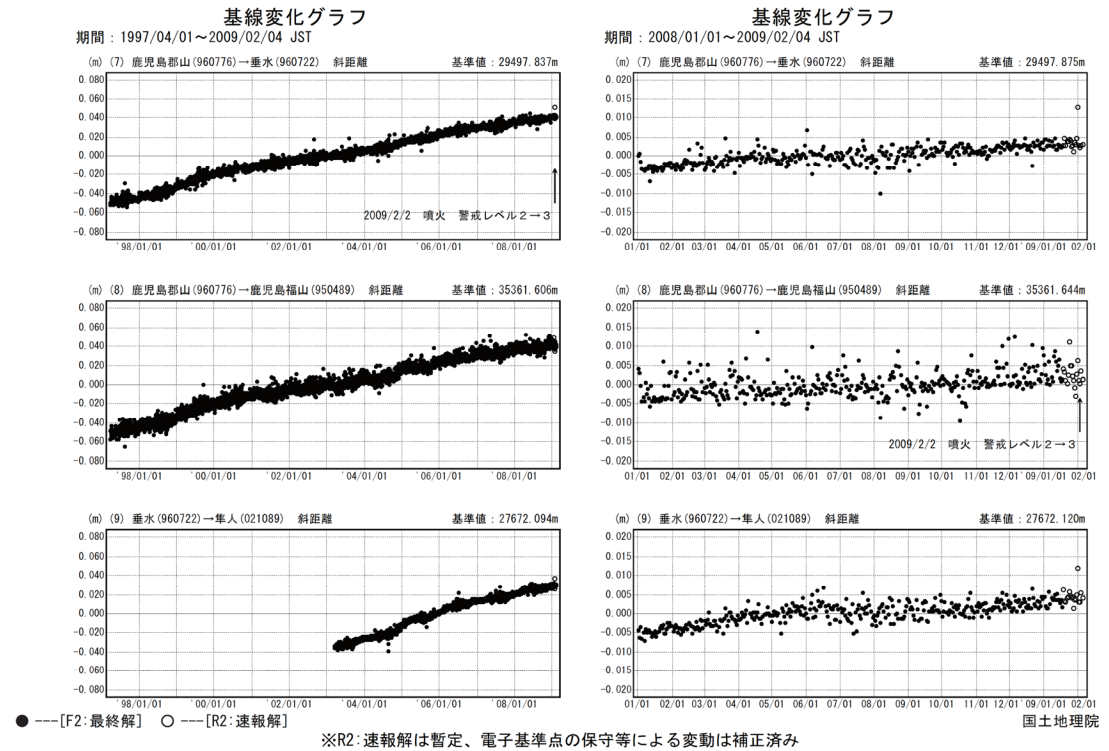 基線変化グラフ
期間：1997/04/01～2009/02/04 JST
(m) (7) 鹿児島郡山(960776)→垂水(960722)　斜距離　基準値：29497.837m
0.080
0.060
0.040
0.020
0.000
-0.020
-0.040
-0.060
-0.080
2009/2/2　噴火　警戒レベル２→３
'98/01/01 '00/01/01 '02/01/01 '04/01/01 '06/01/01 '08/01/01
(m) (8) 鹿児島郡山(960776)→鹿児島福山(950489)　斜距離　基準値：35361.606m
0.080
0.060
0.040
0.020
0.000
-0.020
-0.040
-0.060
-0.080
'98/01/01 '00/01/01 '02/01/01 '04/01/01 '06/01/01 '08/01/01
(m) (9) 垂水(960722)→隼人(021089)　斜距離　基準値：27672.094m
0.080
0.060
0.040
0.020
0.000
-0.020
-0.040
-0.060
-0.080
'98/01/01 '00/01/01 '02/01/01 '04/01/01 '06/01/01 '08/01/01
基線変化グラフ
期間：2008/01/01～2009/02/04 JST
(m) (7) 鹿児島郡山(960776)→垂水(960722)　斜距離　基準値：29497.875m
0.020
0.015
0.010
0.005
0.000
-0.005
-0.010
-0.015
-0.020
01/01 02/01 03/01 04/01 05/01 06/01 07/01 08/01 09/01 10/01 11/01 12/01 '09/01/01 02/01
(m) (8) 鹿児島郡山(960776)→鹿児島福山(950489)　斜距離　基準値：35361.644m
0.020
0.015
0.010
0.005
0.000
-0.005
-0.010
-0.015
-0.020
2009/2/2　噴火　警戒レベル２→３
01/01 02/01 03/01 04/01 05/01 06/01 07/01 08/01 09/01 10/01 11/01 12/01 '09/01/01 02/01
(m) (9) 垂水(960722)→隼人(021089)　斜距離　基準値：27672.120m
0.020
0.015
0.010
0.005
0.000
-0.005
-0.010
-0.015
-0.020
01/01 02/01 03/01 04/01 05/01 06/01 07/01 08/01 09/01 10/01 11/01 12/01 '09/01/01 02/01
● ---[F2:最終解]　○ ---[R2:速報解]
国土地理院
※R2:速報解は暫定、電子基準点の保守等による変動は補正済み